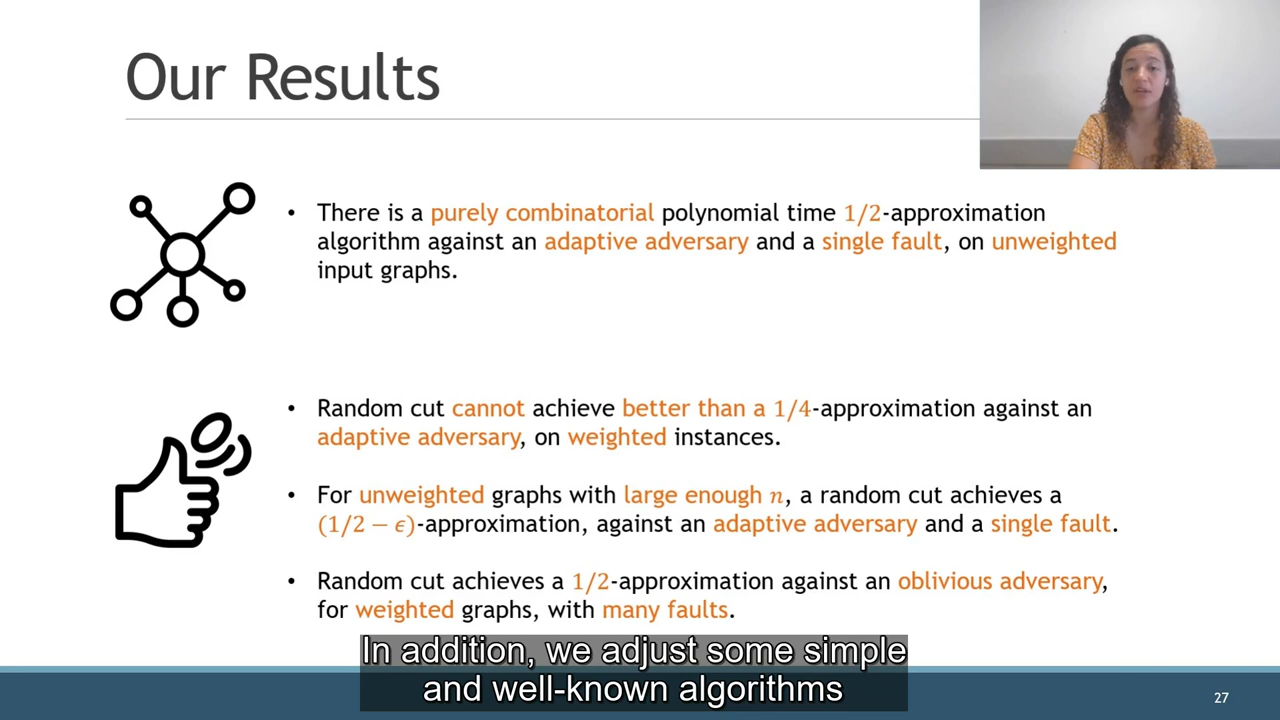 Our Results
• There is a purely combinatorial polynomial time 1/2-approximation
algorithm against an adaptive adversary and a single fault, on unweighted
input graphs.
• Random cut cannot achieve better than a 1/4-approximation against an
adaptive adversary, on weighted instances.
• For unweighted graphs with large enough n, a random cut achieves a
(1/2 − ϵ)-approximation, against an adaptive adversary and a single fault.
• Random cut achieves a 1/2-approximation against an oblivious adversary,
for weighted graphs, with many faults.
In addition, we adjust some simple
and well-known algorithms
27